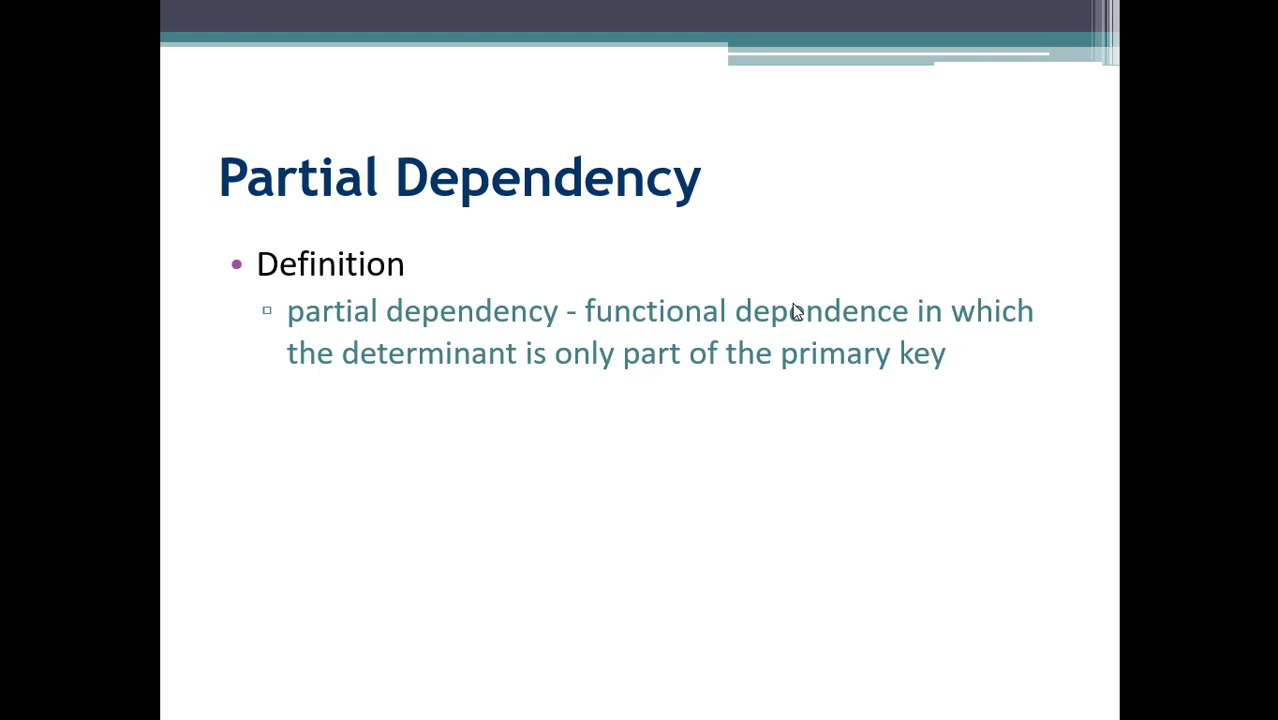 Partial Dependency
• Definition
▫ partial dependency - functional dependence in which
the determinant is only part of the primary key